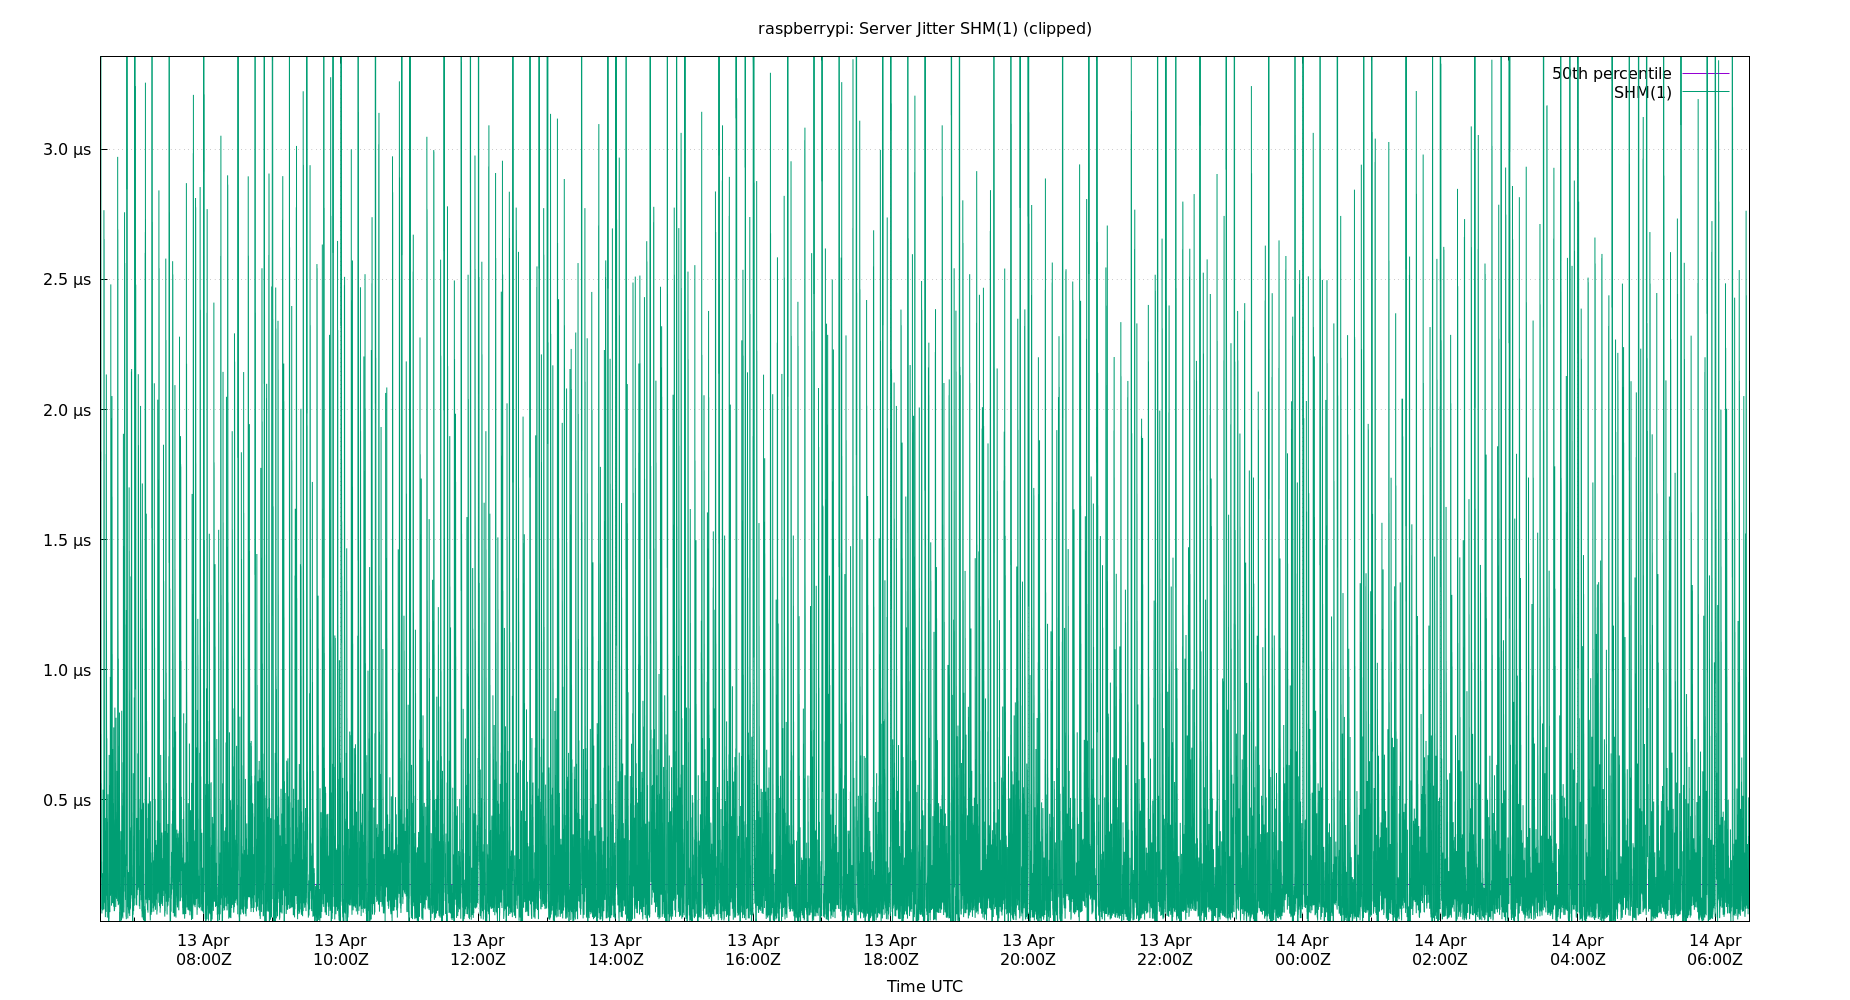 raspberrypi: Server Jitter SHM(1) (clipped)
50th percentile
SHM(1)
3.0 µs
2.5 µs
2.0 µs
1.5 µs
1.0 µs
0.5 µs
13 Apr 13 Apr 13 Apr 13 Apr 13 Apr 13 Apr 13 Apr 13 Apr 14 Apr 14 Apr 14 Apr 14 Apr
08:00Z 10:00Z 12:00Z 14:00Z 16:00Z 18:00Z 20:00Z 22:00Z 00:00Z 02:00Z 04:00Z 06:00Z
Time UTC